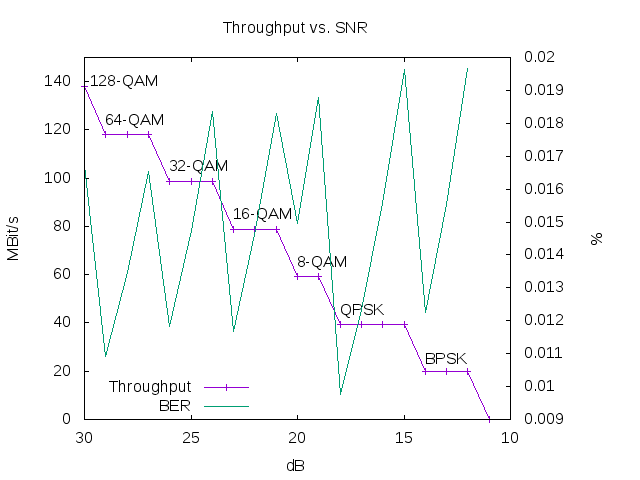 Throughput vs. SNR
MBit/s
140
120
100
80
60
40
20
0
0.02
0.019
0.018
0.017
0.016
0.015
0.014
0.013
0.012
0.011
0.01
0.009
%
128-QAM
64-QAM
32-QAM
16-QAM
8-QAM
QPSK
BPSK
Throughput
BER
30 25 20 15 10
dB